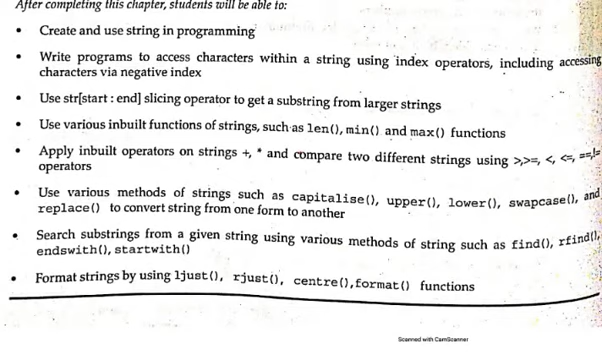 After completing this chapter, students will be able to:
• Create and use string in programming
• Write programs to access characters within a string using index operators, including accessing
characters via negative index
• Use str[start : end] slicing operator to get a substring from larger strings
• Use various inbuilt functions of strings, such as len(), min() and max() functions
• Apply inbuilt operators on strings +, * and compare two different strings using >,>=, <, <=, ==,!=
operators
• Use various methods of strings such as capitalise(), upper(), lower(), swapcase(), and
replace() to convert string from one form to another
• Search substrings from a given string using various methods of string such as find(), rfind(),
endswith(), startwith()
• Format strings by using ljust(), rjust(), centre(),format() functions
Scanned with CamScanner